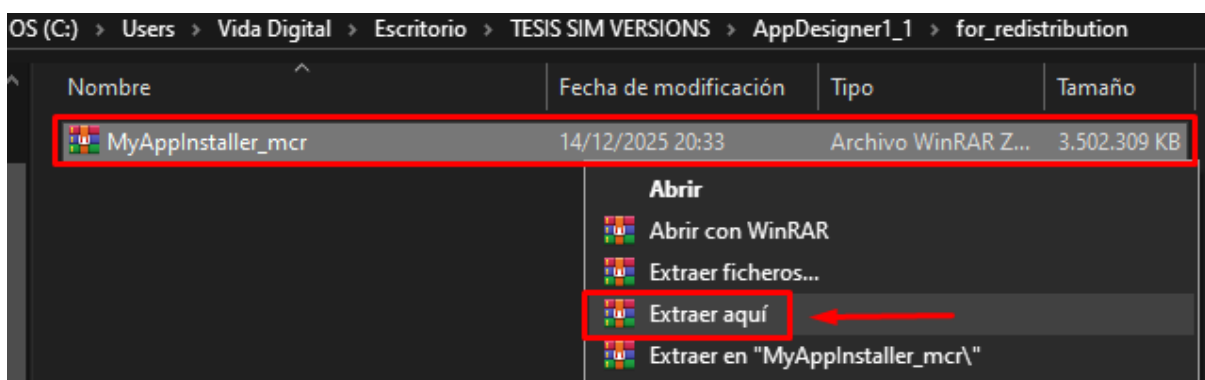 OS (C:) > Users > Vida Digital > Escritorio > TESIS SIM VERSIONS > AppDesigner1_1 > for_redistribution
Nombre Fecha de modificación Tipo Tamaño
MyAppInstaller_mcr 14/12/2025 20:33 Archivo WinRAR Z... 3.502.309 KB
Abrir
Abrir con WinRAR
Extraer ficheros...
Extraer aquí
Extraer en "MyAppInstaller_mcr\"